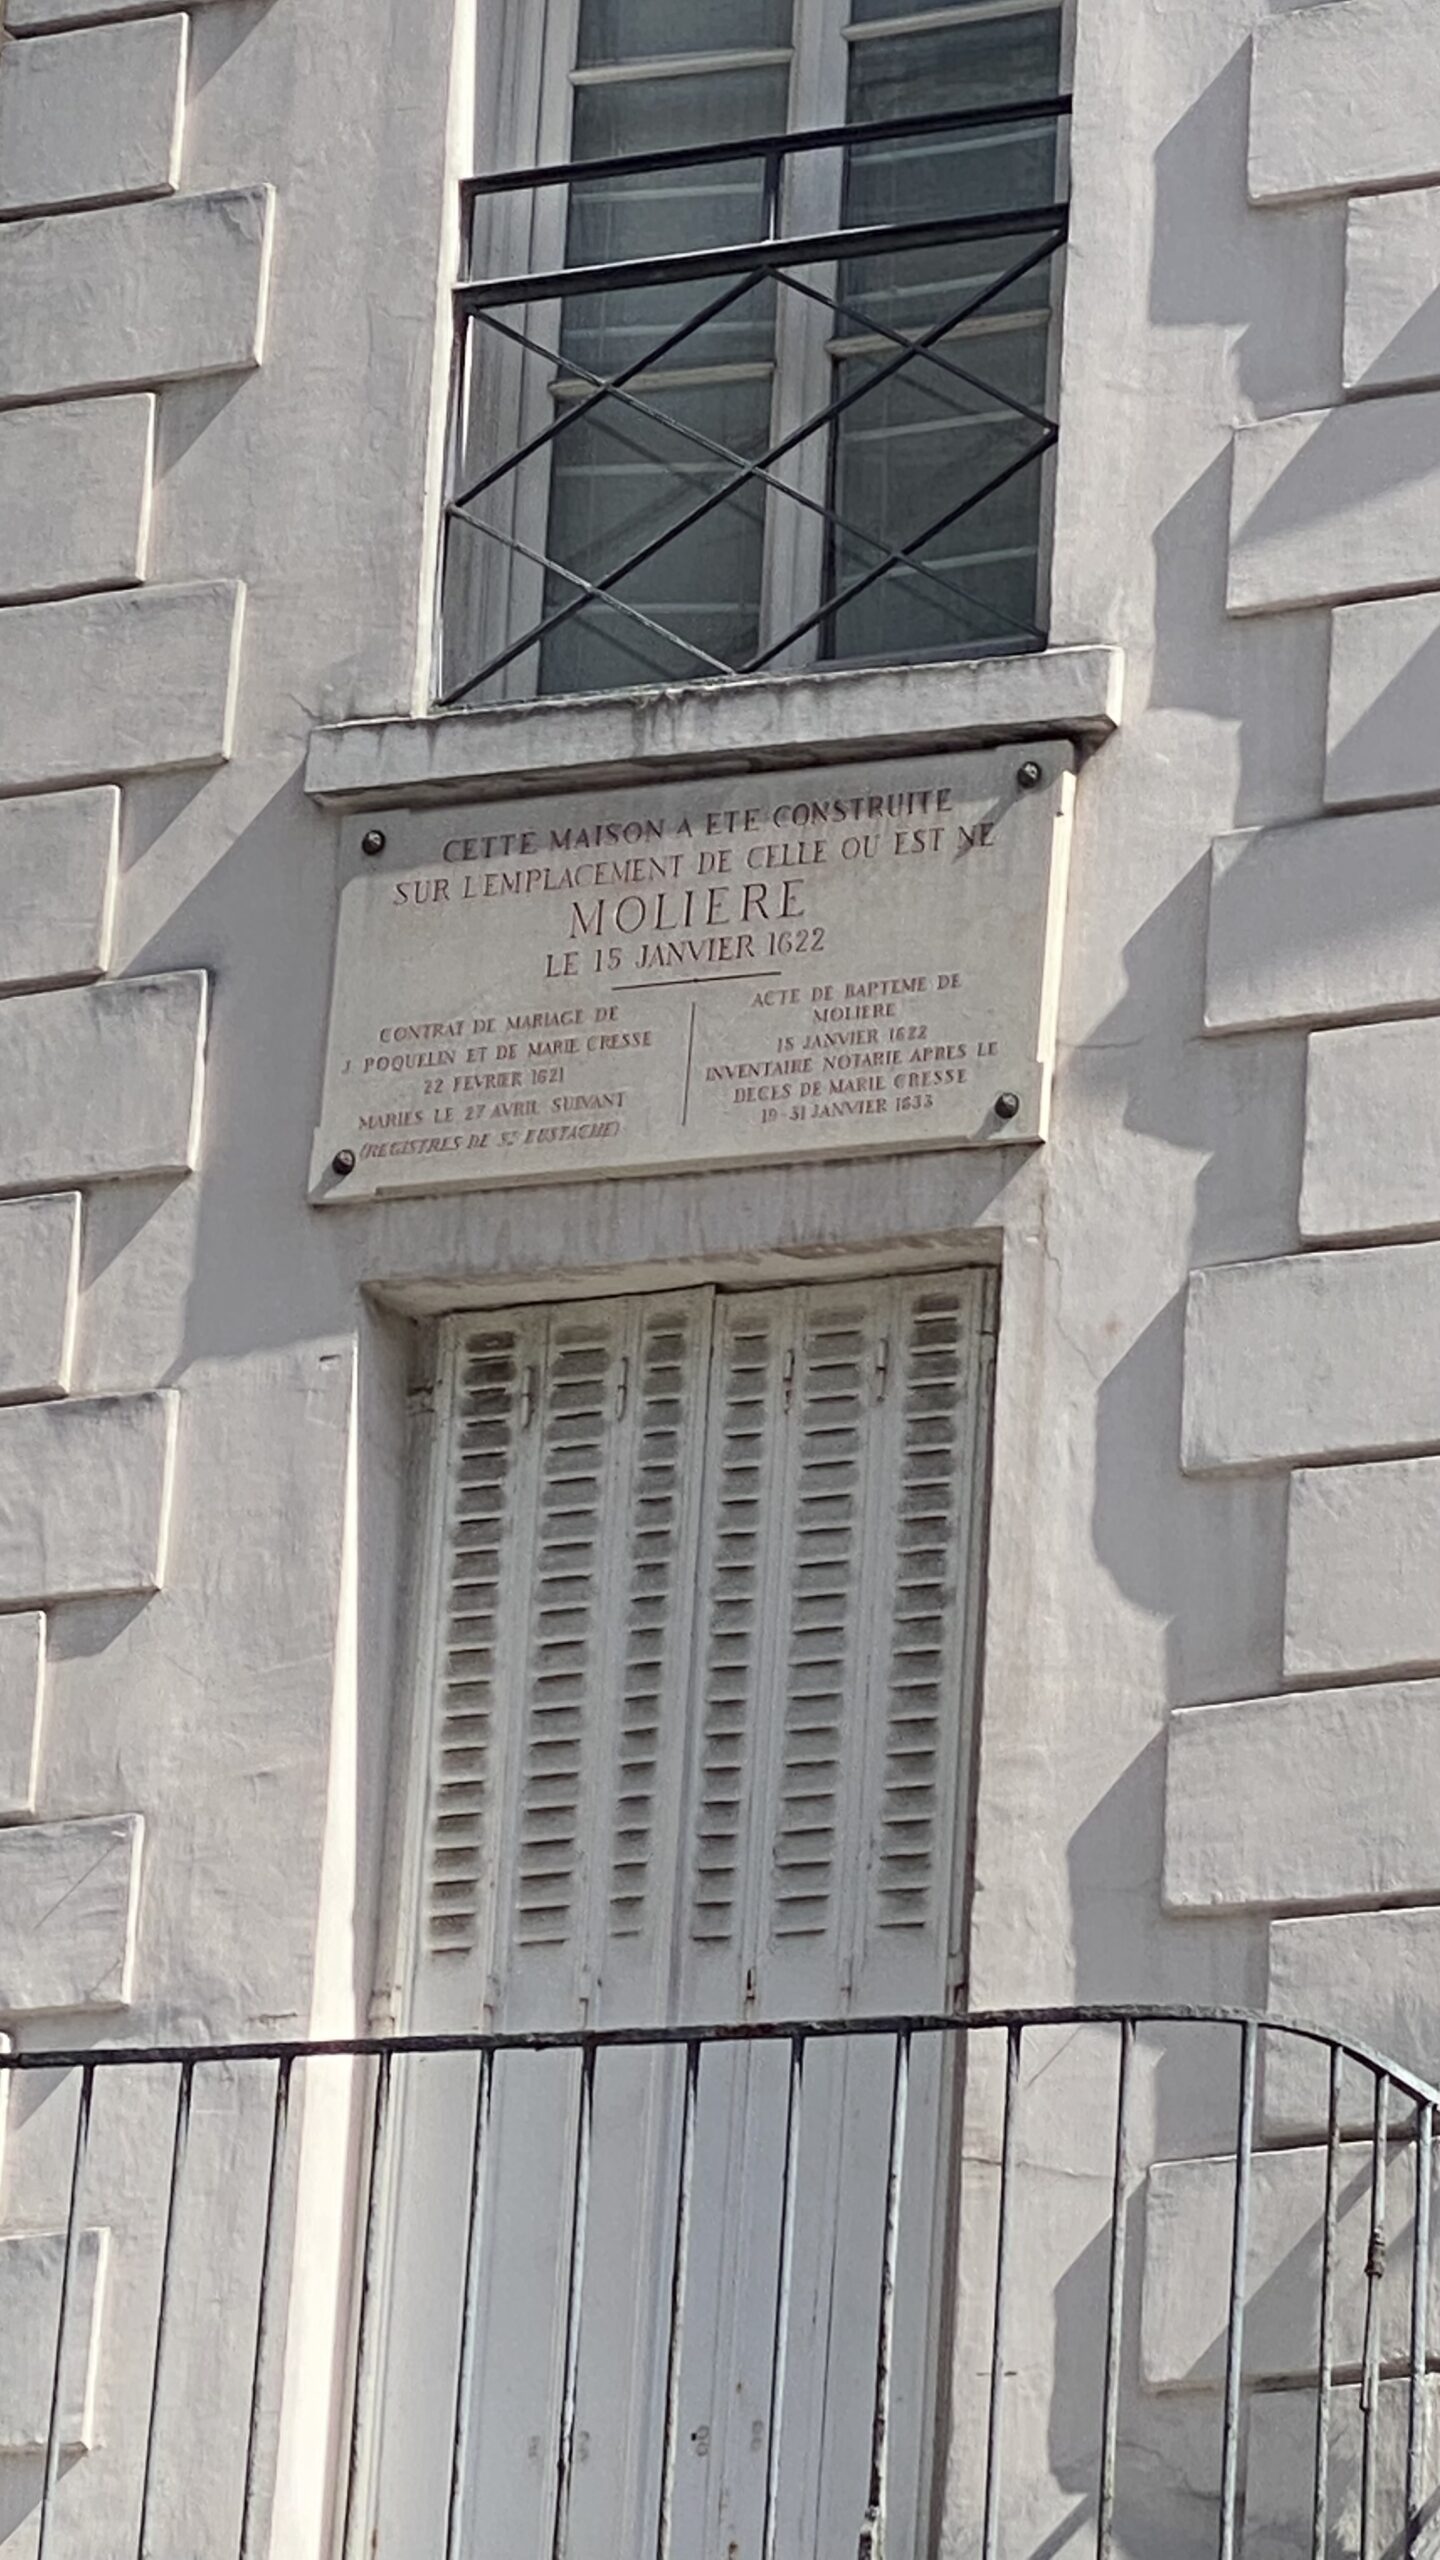 CETTE MAISON A ETE CONSTRUITE
SUR L'EMPLACEMENT DE CELLE OU EST NE
MOLIERE
LE 15 JANVIER 1622
CONTRAT DE MARIAGE DE
J. POQUELIN ET DE MARIE CRESSE
22 FEVRIER 1621
MARIES LE 27 AVRIL SUIVANT
(REGISTRES DE ST EUSTACHE)
ACTE DE BAPTEME DE
MOLIERE
15 JANVIER 1622
INVENTAIRE NOTARIE APRES LE
DECES DE MARIE CRESSE
19-31 JANVIER 1633